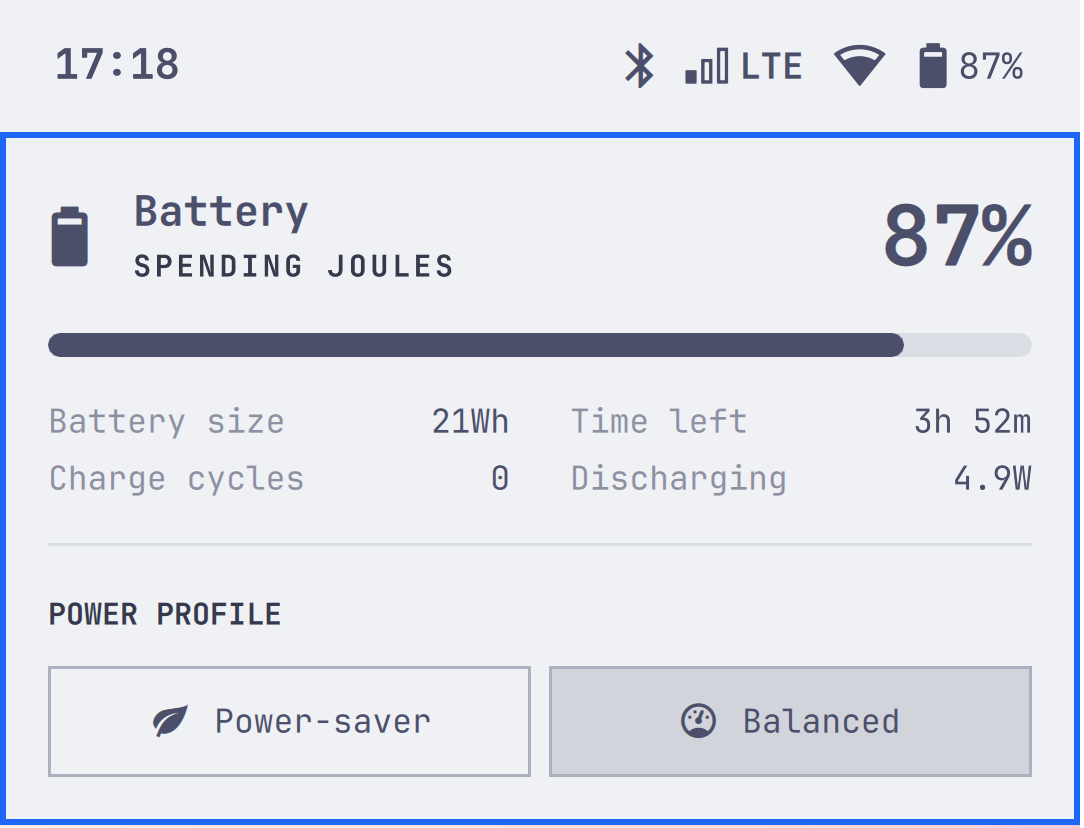 17:18 LTE 87%
Battery
SPENDING JOULES
87%
Battery size 21Wh Time left 3h 52m
Charge cycles 0 Discharging 4.9W
POWER PROFILE
Power-saver Balanced